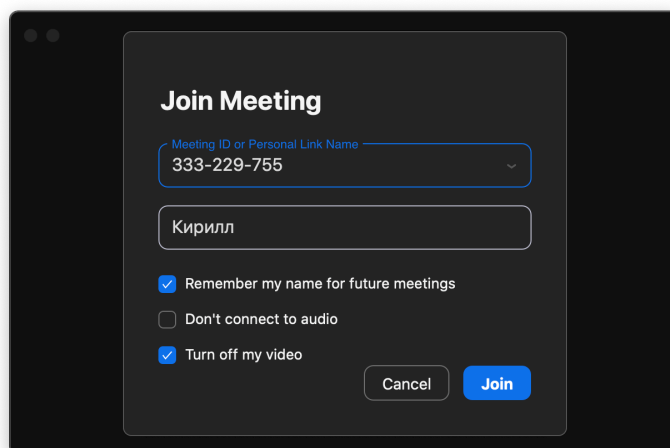 Join Meeting
Meeting ID or Personal Link Name
333-229-755
Кирилл
Remember my name for future meetings
Don't connect to audio
Turn off my video
Cancel
Join